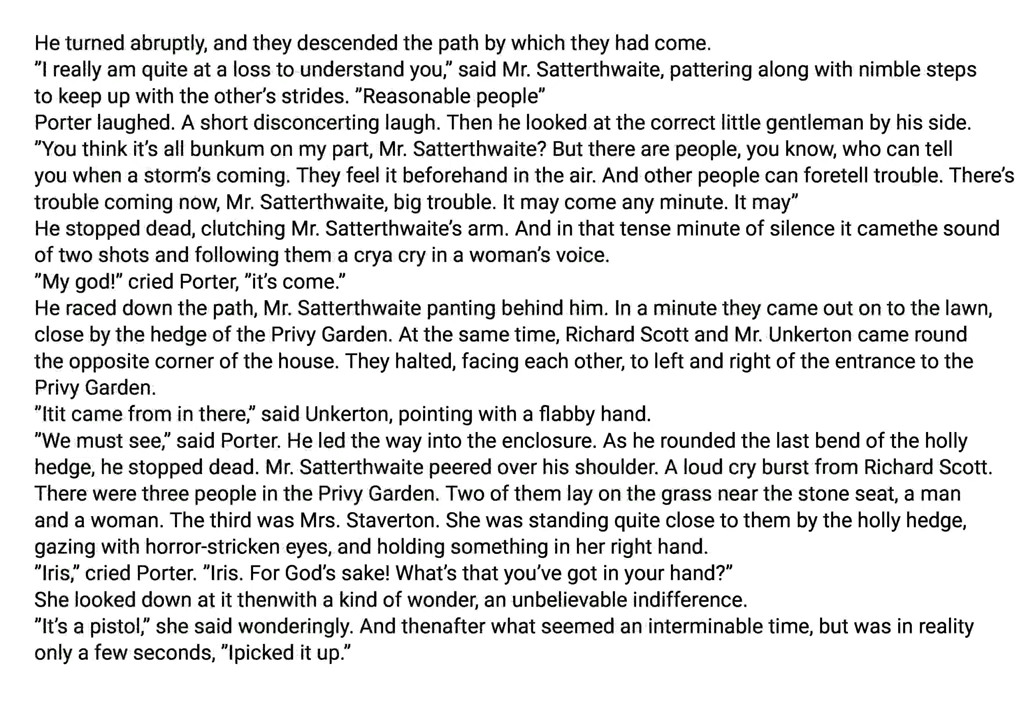 He turned abruptly, and they descended the path by which they had come.
”I really am quite at a loss to understand you,” said Mr. Satterthwaite, pattering along with nimble steps
to keep up with the other’s strides. ”Reasonable people”
Porter laughed. A short disconcerting laugh. Then he looked at the correct little gentleman by his side.
”You think it’s all bunkum on my part, Mr. Satterthwaite? But there are people, you know, who can tell
you when a storm’s coming. They feel it beforehand in the air. And other people can foretell trouble. There’s
trouble coming now, Mr. Satterthwaite, big trouble. It may come any minute. It may”
He stopped dead, clutching Mr. Satterthwaite’s arm. And in that tense minute of silence it camethe sound
of two shots and following them a crya cry in a woman’s voice.
”My god!” cried Porter, ”it’s come.”
He raced down the path, Mr. Satterthwaite panting behind him. In a minute they came out on to the lawn,
close by the hedge of the Privy Garden. At the same time, Richard Scott and Mr. Unkerton came round
the opposite corner of the house. They halted, facing each other, to left and right of the entrance to the
Privy Garden.
”Itit came from in there,” said Unkerton, pointing with a flabby hand.
”We must see,” said Porter. He led the way into the enclosure. As he rounded the last bend of the holly
hedge, he stopped dead. Mr. Satterthwaite peered over his shoulder. A loud cry burst from Richard Scott.
There were three people in the Privy Garden. Two of them lay on the grass near the stone seat, a man
and a woman. The third was Mrs. Staverton. She was standing quite close to them by the holly hedge,
gazing with horror-stricken eyes, and holding something in her right hand.
”Iris,” cried Porter. ”Iris. For God’s sake! What’s that you’ve got in your hand?”
She looked down at it thenwith a kind of wonder, an unbelievable indifference.
”It’s a pistol,” she said wonderingly. And thenafter what seemed an interminable time, but was in reality
only a few seconds, ”Ipicked it up.”